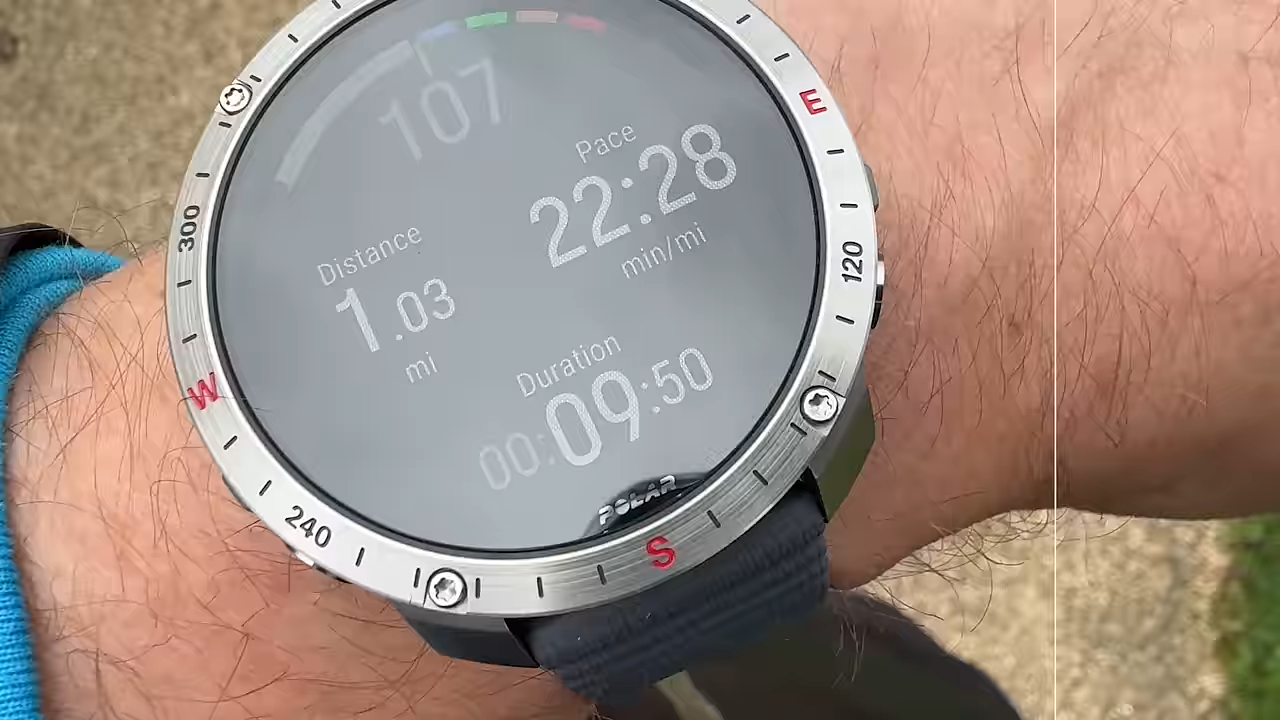 107
Pace
22:28
min/mi
Distance
1.03
mi
Duration
00:09:50
POLAR
E
120
S
240
W
300